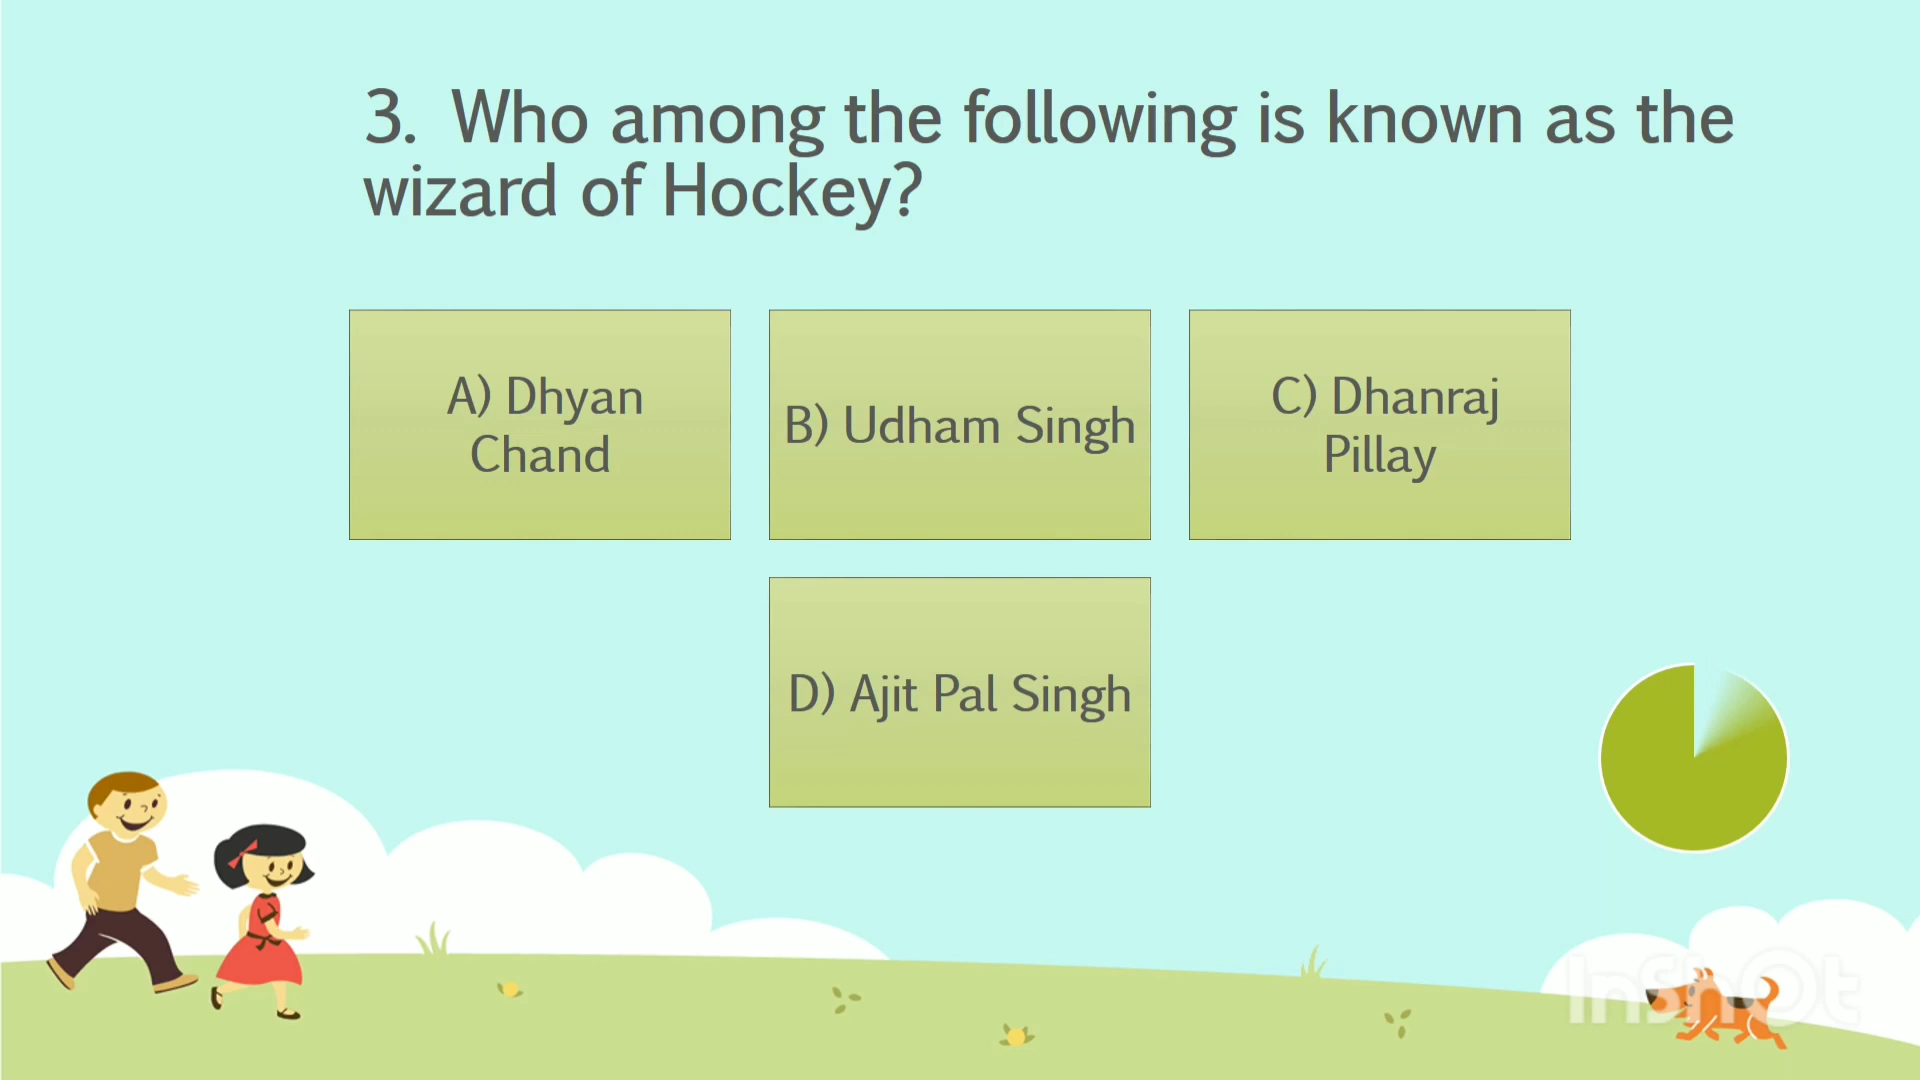 3. Who among the following is known as the
wizard of Hockey?
A) Dhyan
Chand
B) Udham Singh
C) Dhanraj
Pillay
D) Ajit Pal Singh
InShOt